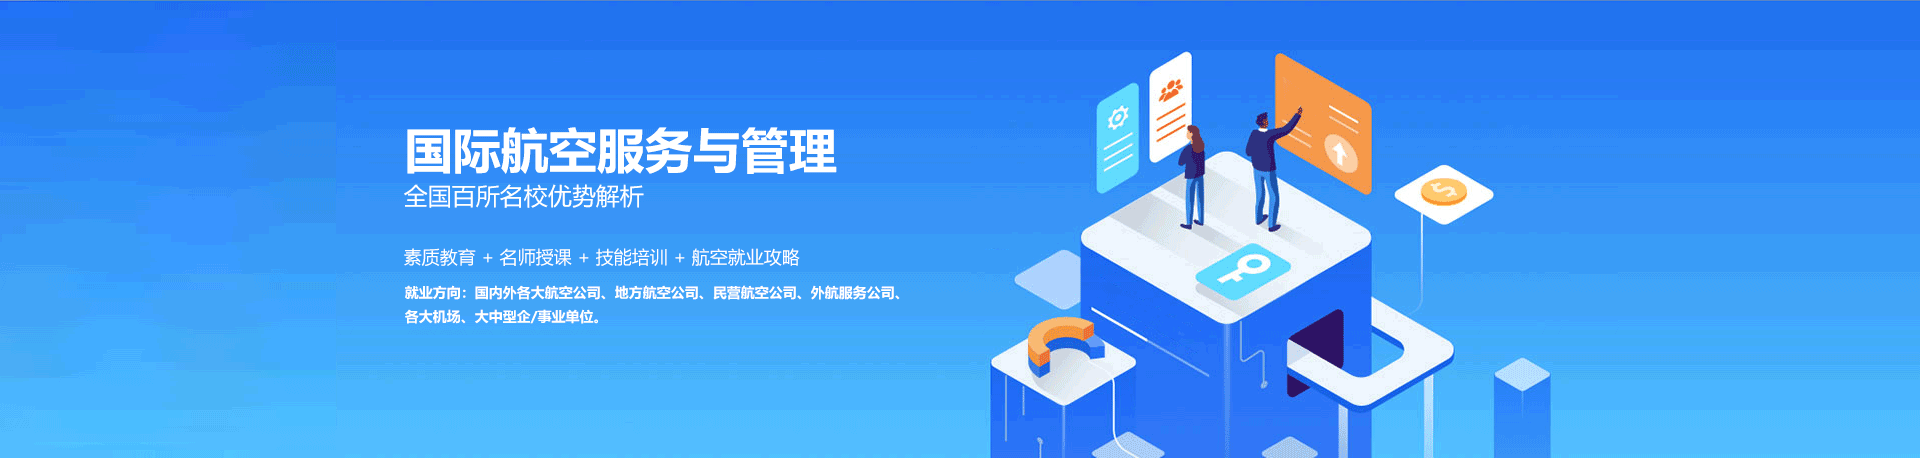 国际航空服务与管理
全国百所名校优势解析
素质教育 + 名师授课 + 技能培训 + 航空就业攻略
就业方向：国内外各大航空公司、地方航空公司、民营航空公司、外航服务公司、
各大机场、大中型企/事业单位。